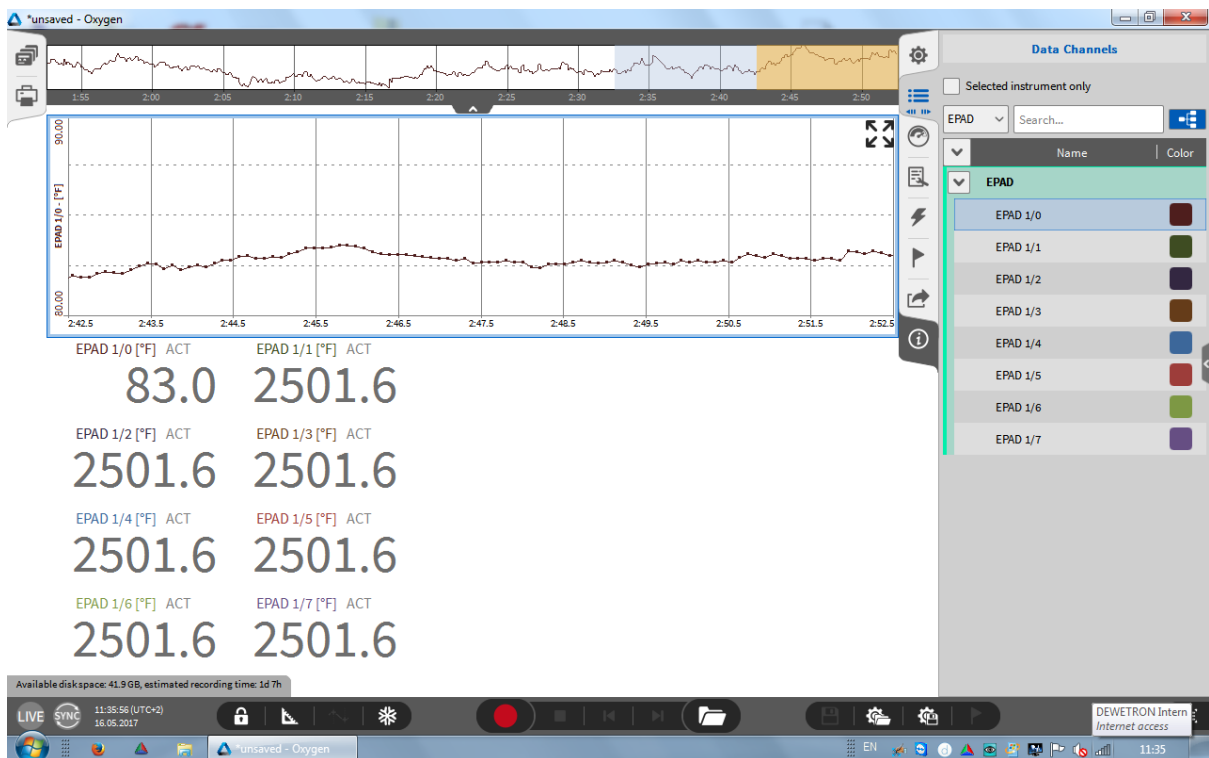 *unsaved - Oxygen
1:55 2:00 2:05 2:10 2:15 2:20 2:25 2:30 2:35 2:40 2:45 2:50
90.00
EPAD 1/0 - [°F]
80.00
2:42.5 2:43.5 2:44.5 2:45.5 2:46.5 2:47.5 2:48.5 2:49.5 2:50.5 2:51.5 2:52.5
EPAD 1/0 [°F] ACT EPAD 1/1 [°F] ACT
83.0 2501.6
EPAD 1/2 [°F] ACT EPAD 1/3 [°F] ACT
2501.6 2501.6
EPAD 1/4 [°F] ACT EPAD 1/5 [°F] ACT
2501.6 2501.6
EPAD 1/6 [°F] ACT EPAD 1/7 [°F] ACT
2501.6 2501.6
Data Channels
Selected instrument only
EPAD Search...
Name Color
EPAD
EPAD 1/0
EPAD 1/1
EPAD 1/2
EPAD 1/3
EPAD 1/4
EPAD 1/5
EPAD 1/6
EPAD 1/7
Available disk space: 41.9 GB, estimated recording time: 1d 7h
LIVE SYNC 11:35:56 (UTC+2)
16.05.2017
DEWETRON Intern
Internet access
*unsaved - Oxygen EN 11:35